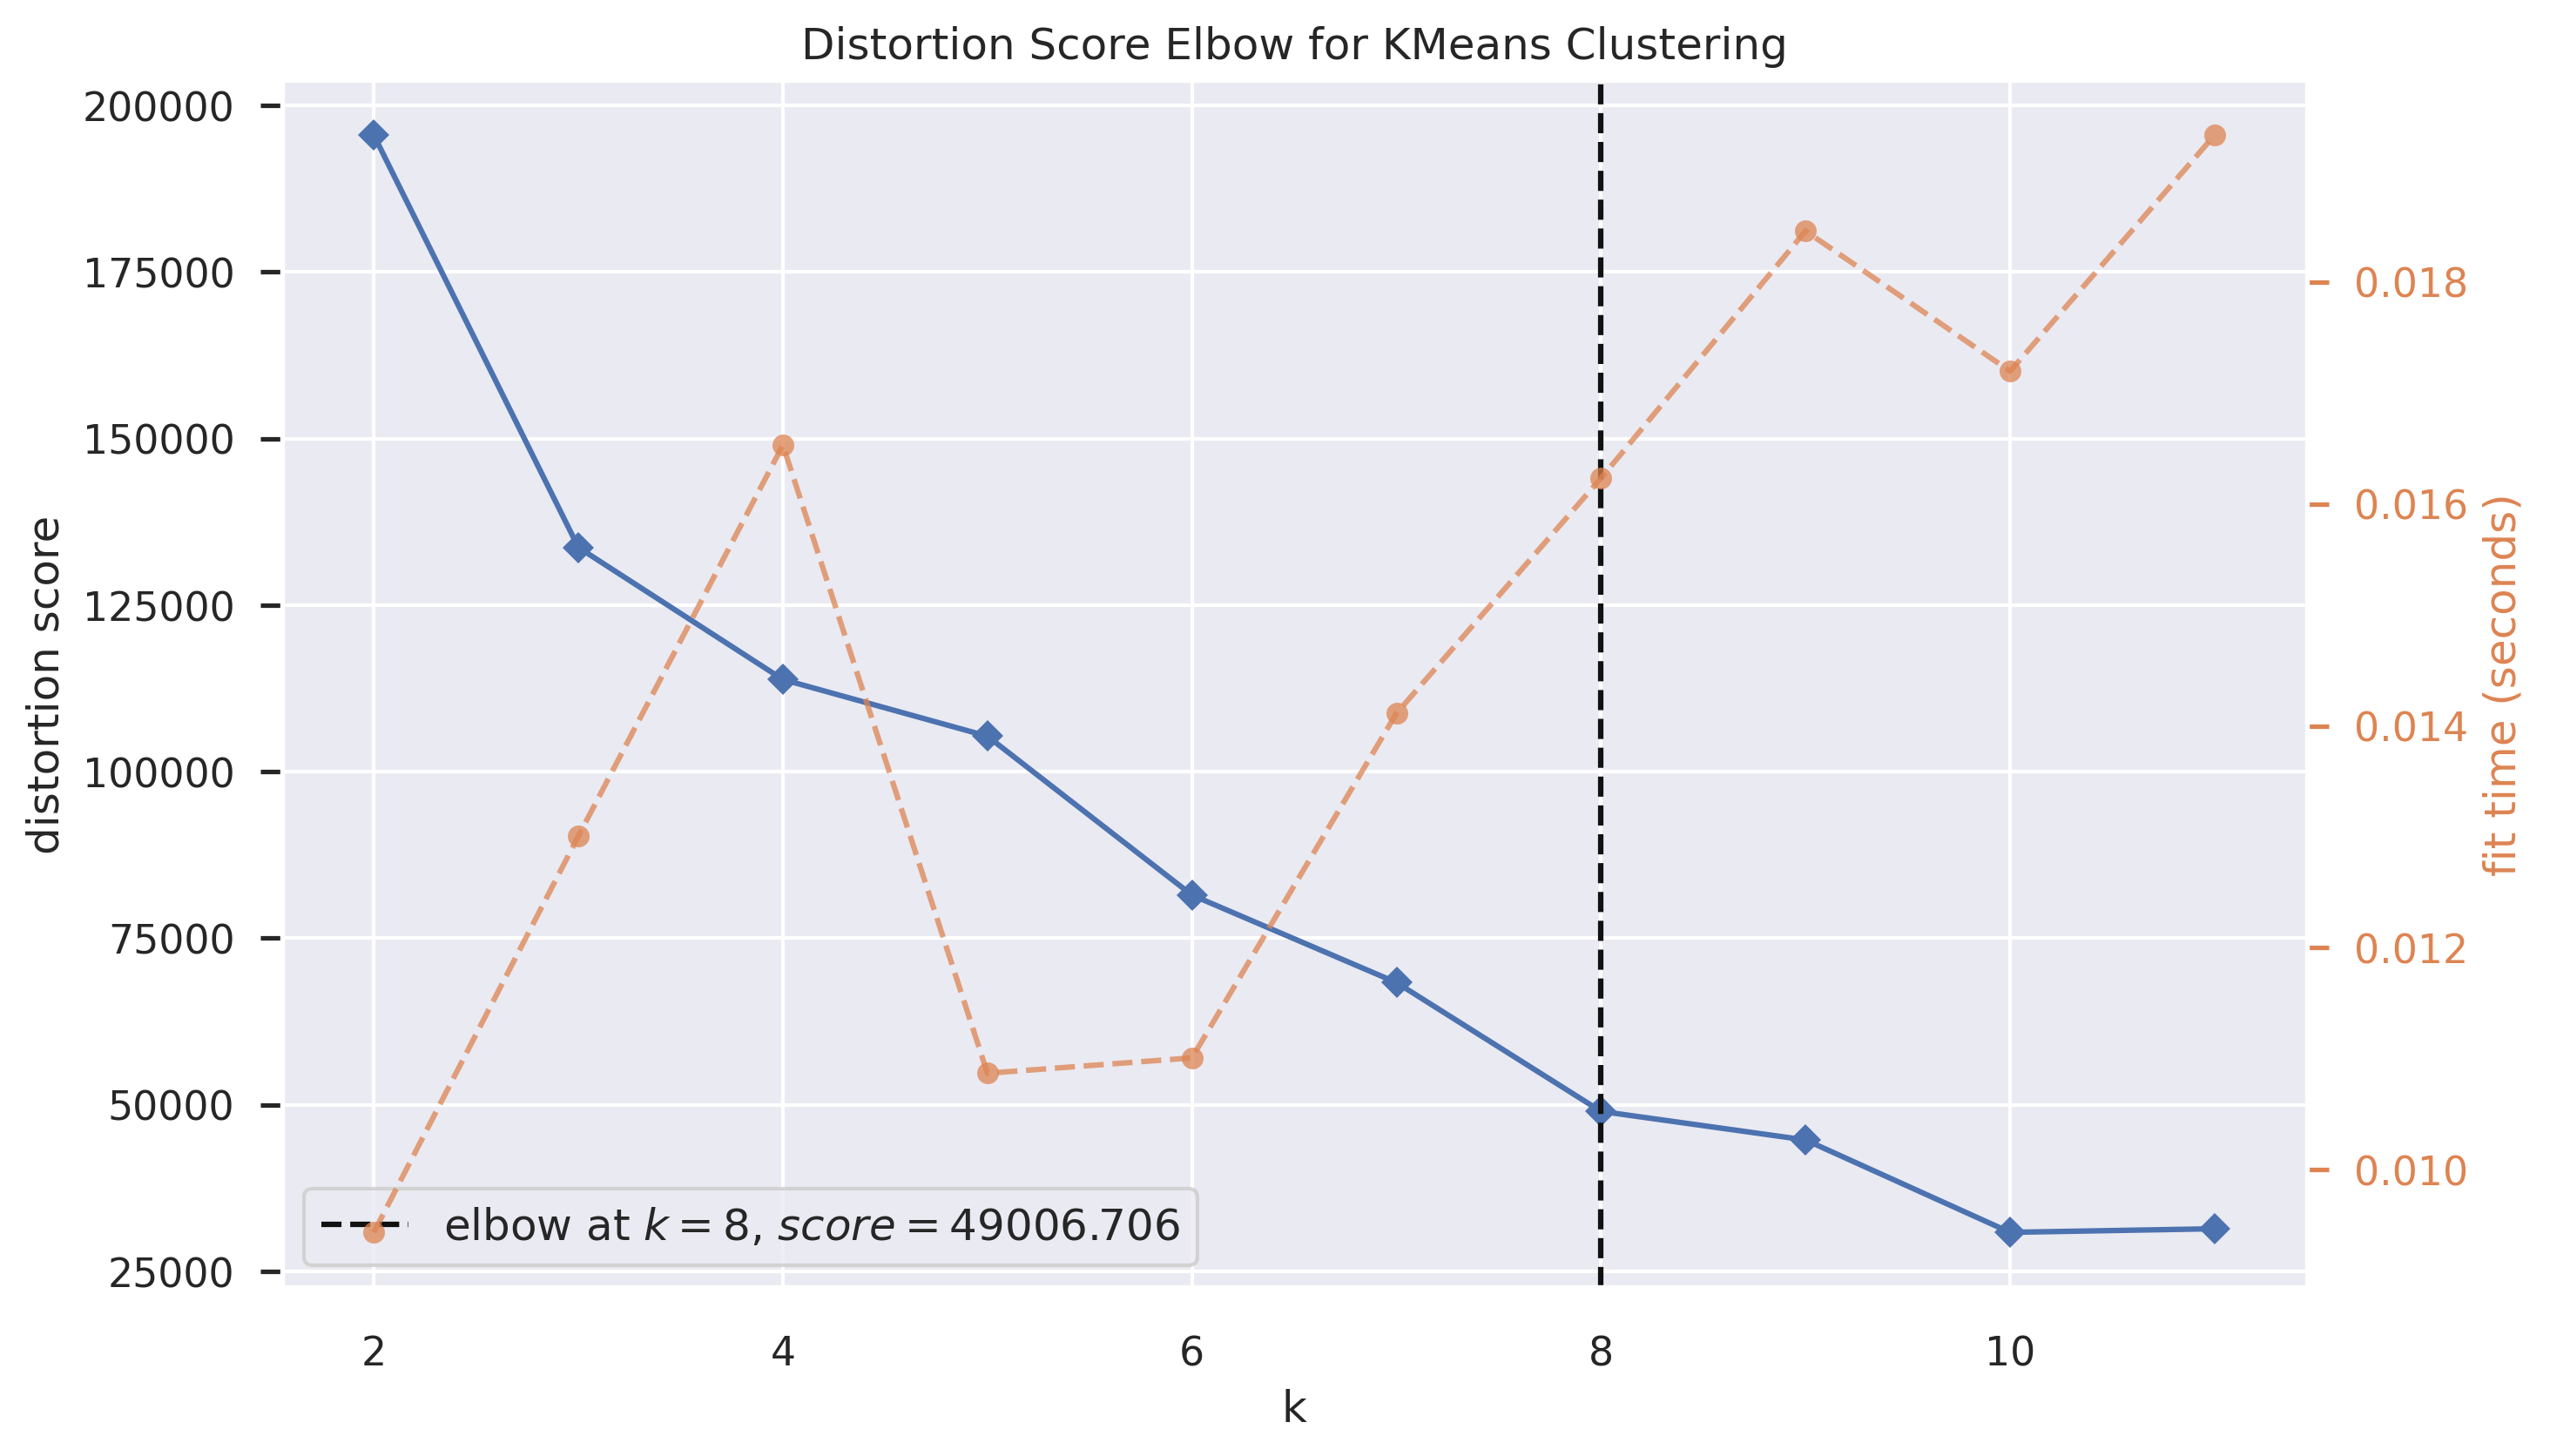 Distortion Score Elbow for KMeans Clustering
200000
175000
150000
125000
100000
75000
50000
25000
distortion score
0.018
0.016
0.014
0.012
0.010
fit time (seconds)
elbow at k = 8, score = 49006.706
2 4 6 8 10
k